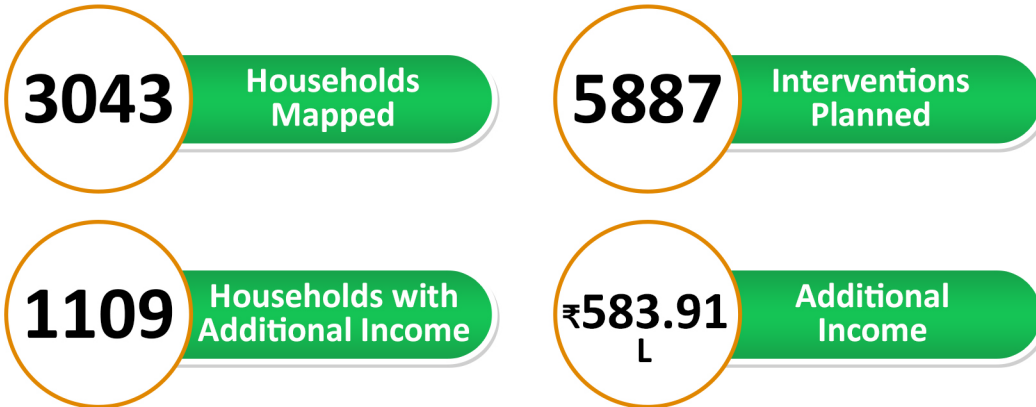 3043
Households
Mapped
5887
Interventions
Planned
1109
Households with
Additional Income
₹583.91
L
Additional
Income